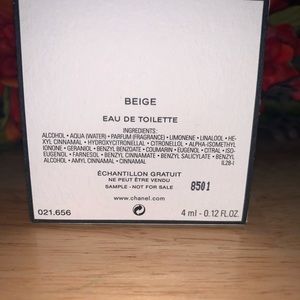 BEIGE
EAU DE TOILETTE
INGREDIENTS:
ALCOHOL • AQUA (WATER) • PARFUM (FRAGRANCE) • LIMONENE • LINALOOL • HE-
XYL CINNAMAL • HYDROXYCITRONELLAL • CITRONELLOL • ALPHA-ISOMETHYL
IONONE • GERANIOL • BENZYL BENZOATE • COUMARIN • EUGENOL • CITRAL • ISO-
EUGENOL • FARNESOL • BENZYL CINNAMATE • BENZYL SALICYLATE • BENZYL
ALCOHOL • AMYL CINNAMAL • CINNAMAL IL28-I
ÉCHANTILLON GRATUIT
NE PEUT ÊTRE VENDU
SAMPLE - NOT FOR SALE
8501
www.chanel.com
021.656
4 ml - 0.12 FL.OZ.